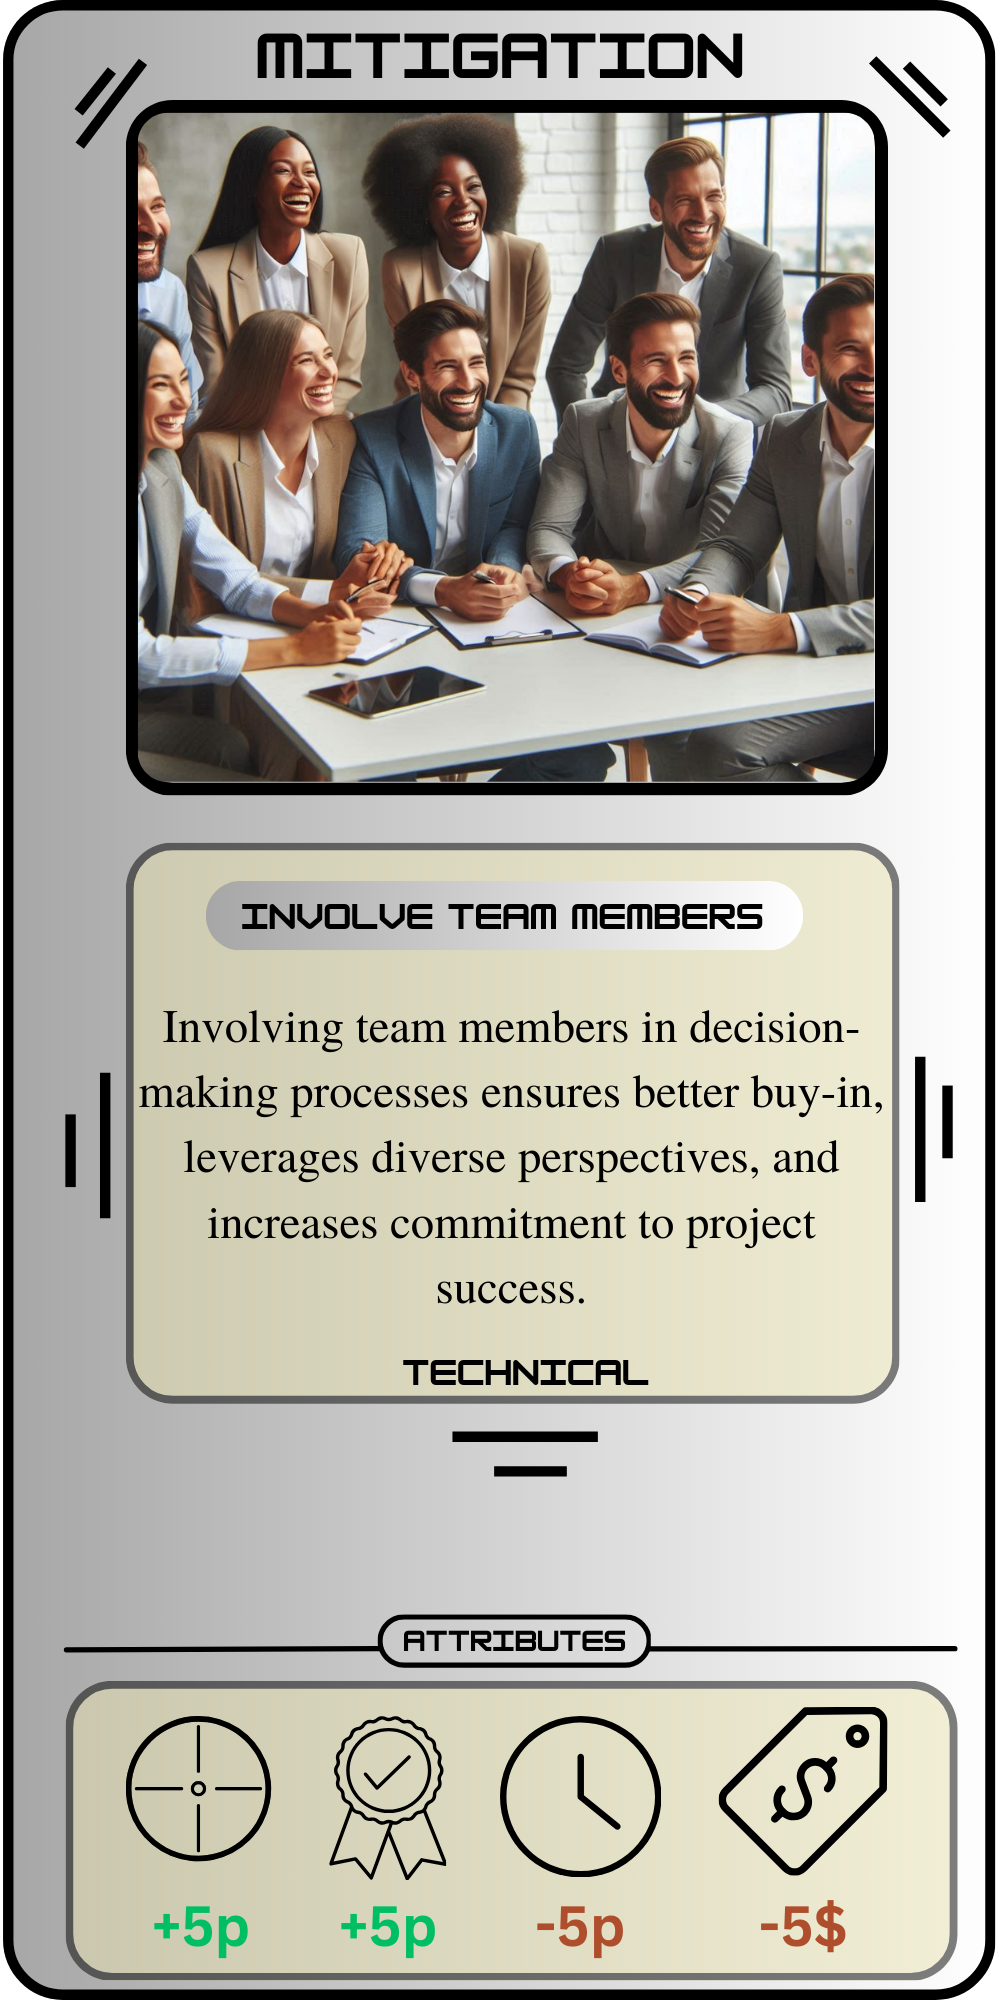 MITIGATION
INVOLVE TEAM MEMBERS
Involving team members in decision-
making processes ensures better buy-in,
leverages diverse perspectives, and
increases commitment to project
success.
TECHNICAL
ATTRIBUTES
+5p +5p -5p -5$